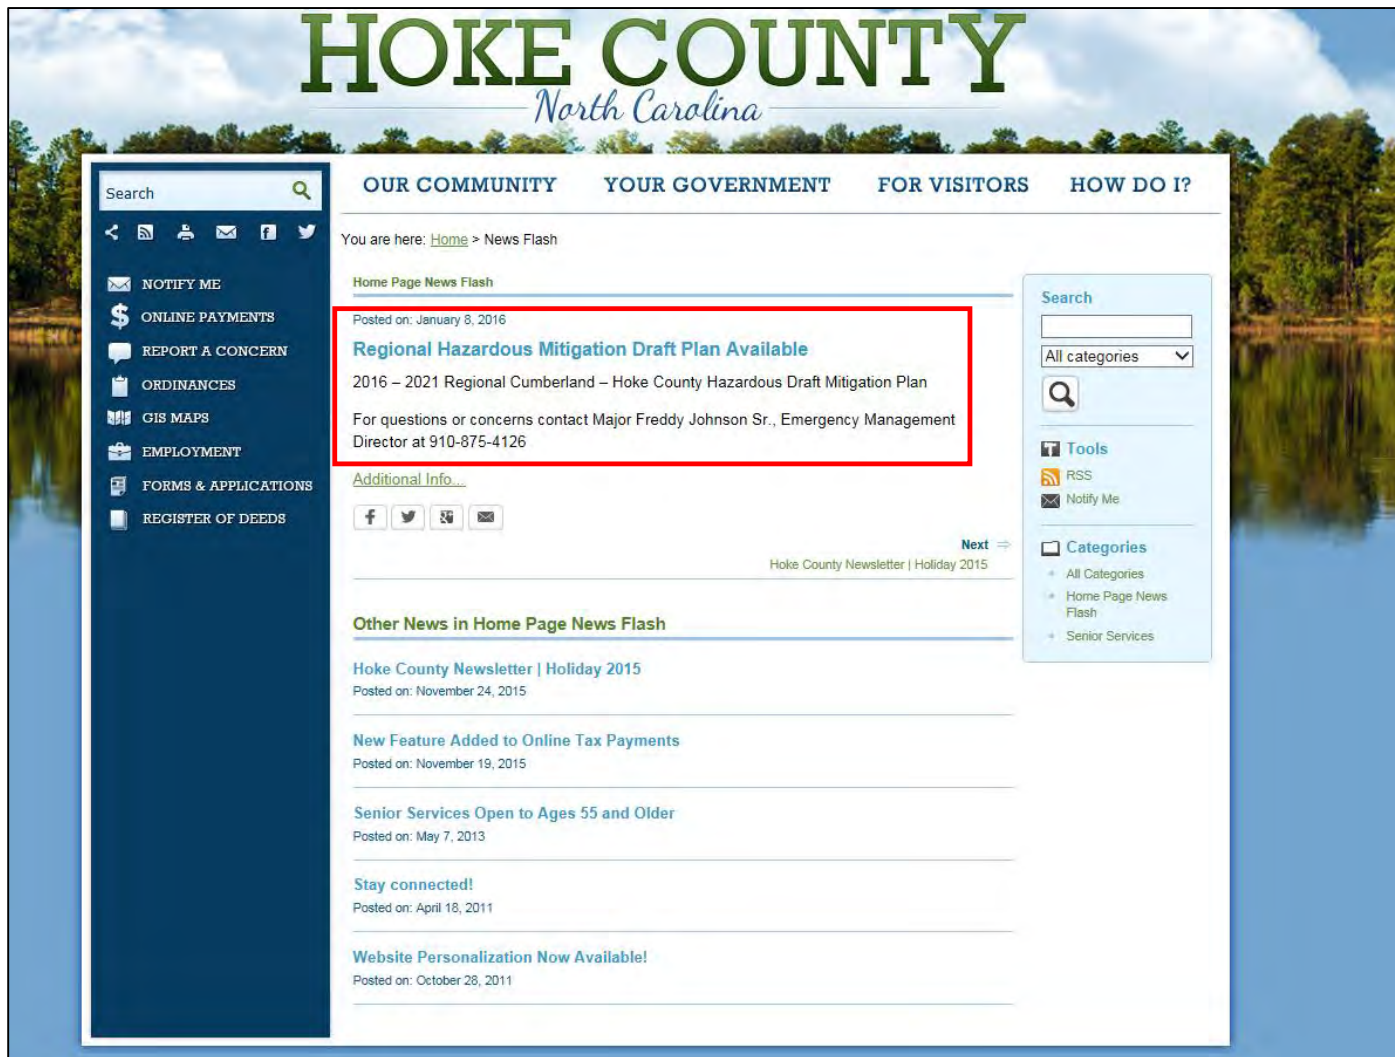 HOKE COUNTY
North Carolina
Search
NOTIFY ME
ONLINE PAYMENTS
REPORT A CONCERN
ORDINANCES
GIS MAPS
EMPLOYMENT
FORMS & APPLICATIONS
REGISTER OF DEEDS
OUR COMMUNITY YOUR GOVERNMENT FOR VISITORS HOW DO I?
You are here: Home > News Flash
Home Page News Flash
Posted on: January 8, 2016
Regional Hazardous Mitigation Draft Plan Available
2016 – 2021 Regional Cumberland – Hoke County Hazardous Draft Mitigation Plan
For questions or concerns contact Major Freddy Johnson Sr., Emergency Management
Director at 910-875-4126
Additional Info...
Next
Hoke County Newsletter | Holiday 2015
Other News in Home Page News Flash
Hoke County Newsletter | Holiday 2015
Posted on: November 24, 2015
New Feature Added to Online Tax Payments
Posted on: November 19, 2015
Senior Services Open to Ages 55 and Older
Posted on: May 7, 2013
Stay connected!
Posted on: April 18, 2011
Website Personalization Now Available!
Posted on: October 28, 2011
Search
All categories
Tools
RSS
Notify Me
Categories
All Categories
Home Page News
Flash
Senior Services